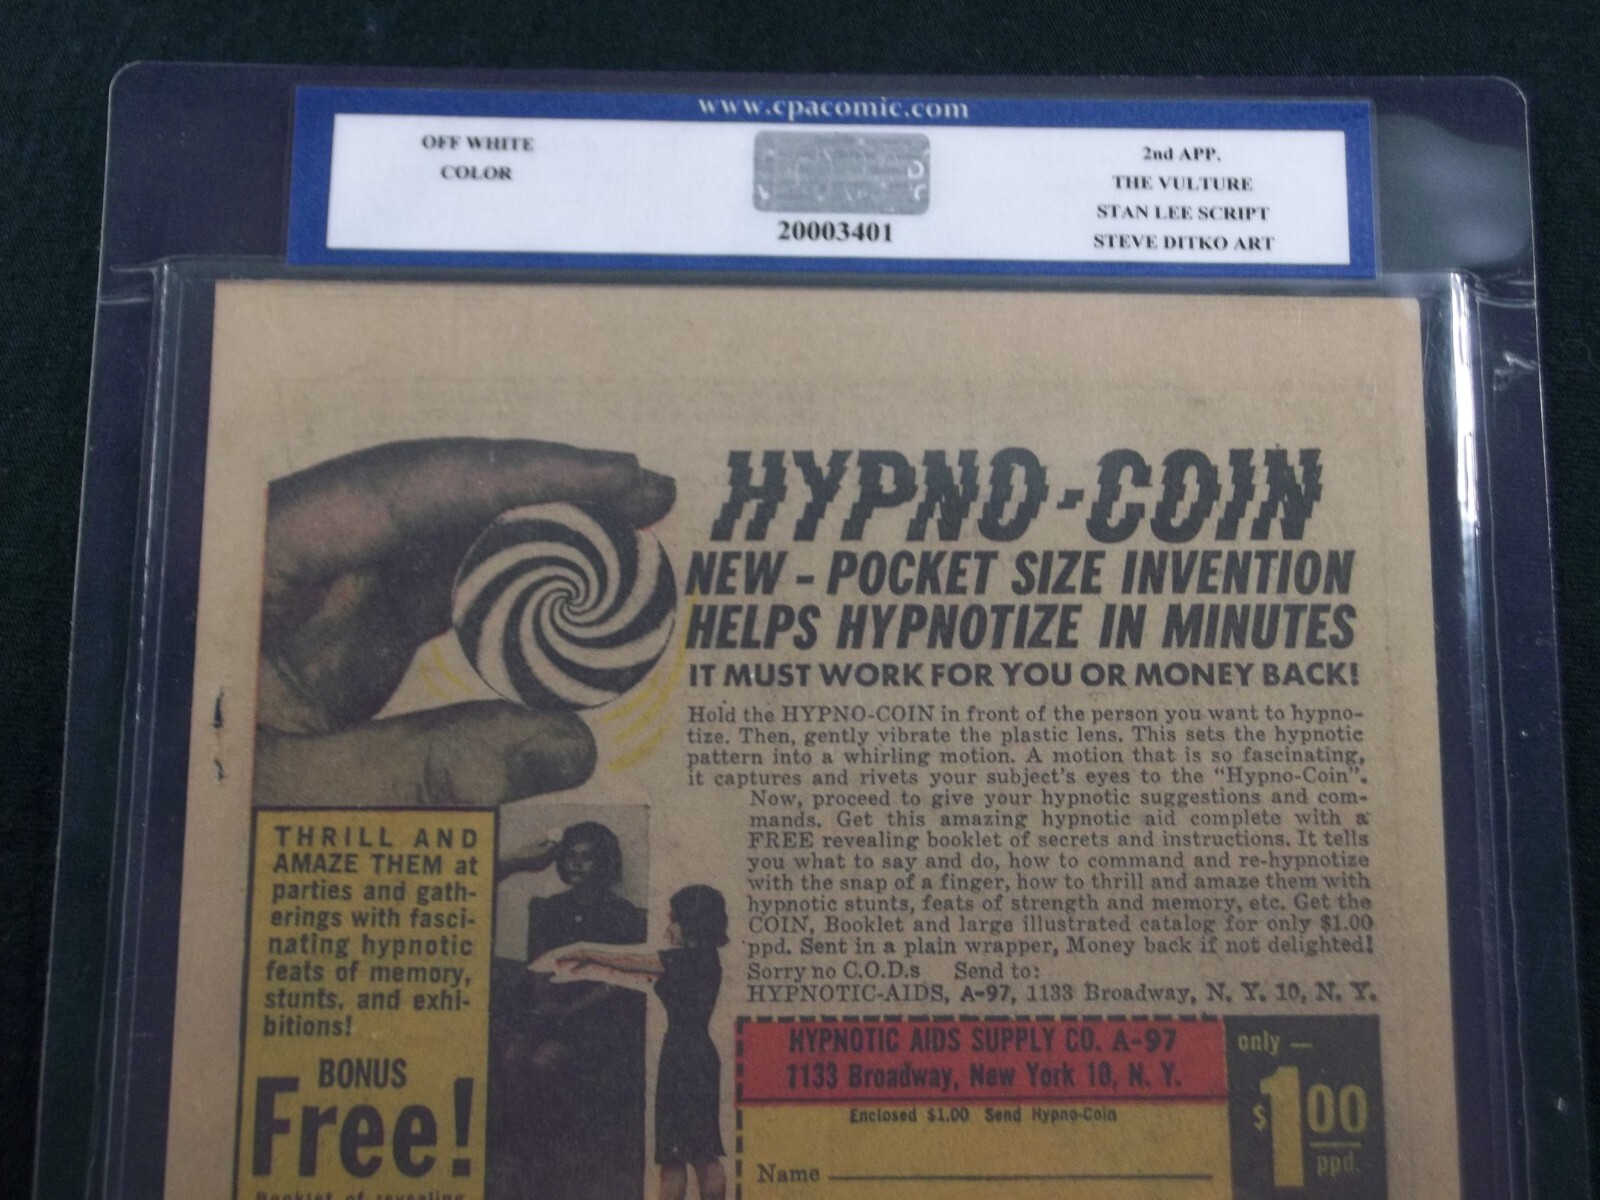 www.cpacomic.com
OFF WHITE
COLOR
20003401
2nd APP.
THE VULTURE
STAN LEE SCRIPT
STEVE DITKO ART
HYPNO-COIN
NEW - POCKET SIZE INVENTION
HELPS HYPNOTIZE IN MINUTES
IT MUST WORK FOR YOU OR MONEY BACK!
Hold the HYPNO-COIN in front of the person you want to hypno-
tize. Then, gently vibrate the plastic lens. This sets the hypnotic
pattern into a whirling motion. A motion that is so fascinating,
it captures and rivets your subject's eyes to the "Hypno-Coin".
Now, proceed to give your hypnotic suggestions and com-
mands. Get this amazing hypnotic aid complete with a
FREE revealing booklet of secrets and instructions. It tells
you what to say and do, how to command and re-hypnotize
with the snap of a finger, how to thrill and amaze them with
hypnotic stunts, feats of strength and memory, etc. Get the
COIN, Booklet and large illustrated catalog for only $1.00
ppd. Sent in a plain wrapper, Money back if not delighted!
Sorry no C.O.D.s Send to:
HYPNOTIC-AIDS, A-97, 1133 Broadway, N. Y. 10, N. Y.
THRILL AND
AMAZE THEM at
parties and gath-
erings with fasci-
nating hypnotic
feats of memory,
stunts, and exhi-
bitions!
BONUS
Free!
Booklet of revealing
HYPNOTIC AIDS SUPPLY CO. A-97
1133 Broadway, New York 10, N. Y.
Enclosed $1.00 Send Hypno-Coin
Name
only —
$1.00
ppd.